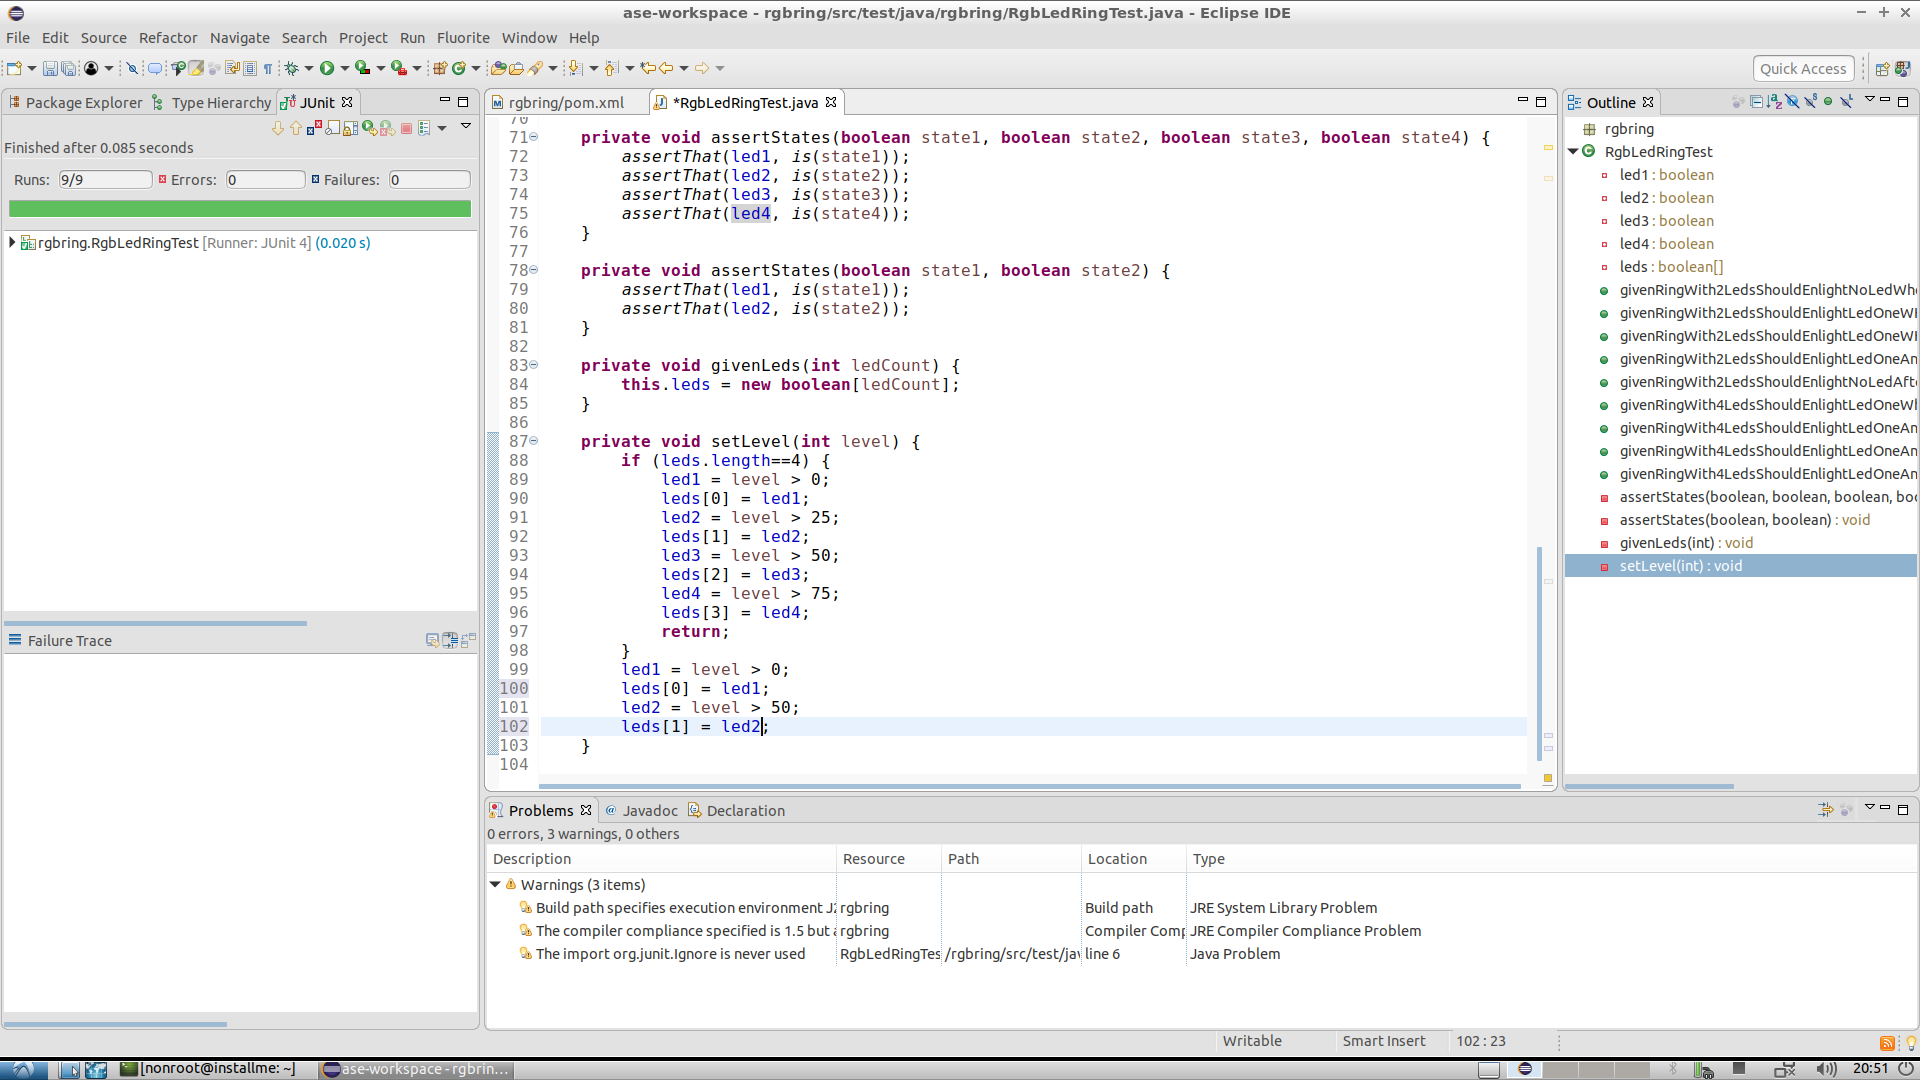 ase-workspace - rgbring/src/test/java/rgbring/RgbLedRingTest.java - Eclipse IDE
File Edit Source Refactor Navigate Search Project Run Fluorite Window Help
Quick Access
Package Explorer Type Hierarchy JUnit
Finished after 0.085 seconds
Runs: 9/9 Errors: 0 Failures: 0
rgbring.RgbLedRingTest [Runner: JUnit 4] (0.020 s)
Failure Trace
rgbring/pom.xml *RgbLedRingTest.java
70
71 private void assertStates(boolean state1, boolean state2, boolean state3, boolean state4) {
72 assertThat(led1, is(state1));
73 assertThat(led2, is(state2));
74 assertThat(led3, is(state3));
75 assertThat(led4, is(state4));
76 }
77
78 private void assertStates(boolean state1, boolean state2) {
79 assertThat(led1, is(state1));
80 assertThat(led2, is(state2));
81 }
82
83 private void givenLeds(int ledCount) {
84 this.leds = new boolean[ledCount];
85 }
86
87 private void setLevel(int level) {
88 if (leds.length==4) {
89 led1 = level > 0;
90 leds[0] = led1;
91 led2 = level > 25;
92 leds[1] = led2;
93 led3 = level > 50;
94 leds[2] = led3;
95 led4 = level > 75;
96 leds[3] = led4;
97 return;
98 }
99 led1 = level > 0;
100 leds[0] = led1;
101 led2 = level > 50;
102 leds[1] = led2;
103 }
104
Outline
rgbring
RgbLedRingTest
led1 : boolean
led2 : boolean
led3 : boolean
led4 : boolean
leds : boolean[]
givenRingWith2LedsShouldEnlightNoLedWh
givenRingWith2LedsShouldEnlightLedOneW
givenRingWith2LedsShouldEnlightLedOneW
givenRingWith2LedsShouldEnlightLedOneAn
givenRingWith2LedsShouldEnlightNoLedAft
givenRingWith4LedsShouldEnlightLedOneWh
givenRingWith4LedsShouldEnlightLedOneAn
givenRingWith4LedsShouldEnlightLedOneAn
givenRingWith4LedsShouldEnlightLedOneAn
assertStates(boolean, boolean, boolean, bo
assertStates(boolean, boolean) : void
givenLeds(int) : void
setLevel(int) : void
Problems Javadoc Declaration
0 errors, 3 warnings, 0 others
Description Resource Path Location Type
Warnings (3 items)
Build path specifies execution environment J2 rgbring Build path JRE System Library Problem
The compiler compliance specified is 1.5 but a rgbring Compiler Comp JRE Compiler Compliance Problem
The import org.junit.Ignore is never used RgbLedRingTes /rgbring/src/test/jav line 6 Java Problem
Writable Smart Insert 102 : 23
[nonroot@installme: ~] ase-workspace - rgbrin... 20:51